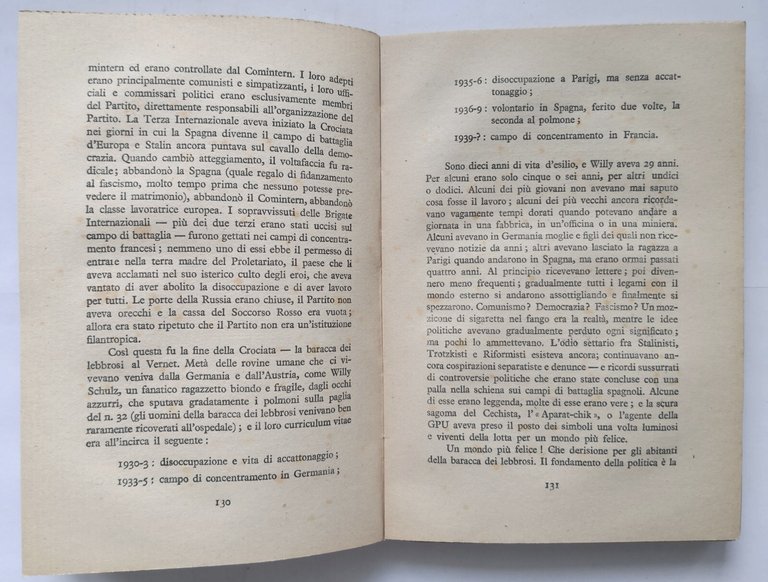 mintern ed erano controllate dal Comintern. I loro adepti
erano principalmente comunisti e simpatizzanti, i loro uffi-
ciali e commissari politici erano esclusivamente membri
del Partito, direttamente responsabili all'organizzazione del
Partito. La Terza Internazionale aveva iniziato la Crociata
nei giorni in cui la Spagna divenne il campo di battaglia
d'Europa e Stalin ancora puntava sul cavallo della demo-
crazia. Quando cambiò atteggiamento, il voltafaccia fu ra-
dicale; abbandonò la Spagna (quale regalo di fidanzamento
al fascismo, molto tempo prima che nessuno potesse pre-
vedere il matrimonio), abbandonò il Comintern, abbandonò
la classe lavoratrice europea. I sopravvissuti delle Brigate
Internazionali — più dei due terzi erano stati uccisi sul
campo di battaglia — furono gettati nei campi di concentra-
mento francesi; nemmeno uno di essi ebbe il permesso di
entrare nella terra madre del Proletariato, il paese che li
aveva acclamati nel suo isterico culto degli eroi, che aveva
vantato di aver abolito la disoccupazione e di aver lavoro
per tutti. Le porte della Russia erano chiuse, il Partito non
aveva orecchi e la cassa del Soccorso Rosso era vuota;
allora era stato ripetuto che il Partito non era un'istituzione
filantropica.
Così questa fu la fine della Crociata — la baracca dei
lebbrosi al Vernet. Metà delle rovine umane che ci vi-
vevano veniva dalla Germania e dall'Austria, come Willy
Schulz, un fanatico ragazzetto biondo e fragile, dagli occhi
azzurri, che sputava gradatamente i polmoni sulla paglia
del n. 32 (gli uomini della baracca dei lebbrosi venivano ben
raramente ricoverati all'ospedale); e il loro curriculum vitae
era all'incirca il seguente :
1930-3 : disoccupazione e vita di accattonaggio;
1933-5 : campo di concentramento in Germania;
130
1935-6 : disoccupazione a Parigi, ma senza accat-
tonaggio;
1936-9 : volontario in Spagna, ferito due volte, la
seconda al polmone;
1939-? : campo di concentramento in Francia.
Sono dieci anni di vita d'esilio, e Willy aveva 29 anni.
Per alcuni erano solo cinque o sei anni, per altri undici
o dodici. Alcuni dei più giovani non avevano mai saputo
cosa fosse il lavoro; alcuni dei più vecchi ancora ricorda-
vano vagamente tempi dorati quando potevano andare a
giornata in una fabbrica, in un'officina o in una miniera.
Alcuni avevano in Germania moglie e figli dei quali non rice-
vevano notizie da anni; altri avevano lasciato la ragazza a
Parigi quando andarono in Spagna, ma erano ormai passati
quattro anni. Al principio ricevevano lettere; poi diven-
nero meno frequenti; gradualmente tutti i legami con il
mondo esterno si andarono assottigliando e finalmente si
spezzarono. Comunismo? Democrazia? Fascismo? Un moz-
zicone di sigaretta nel fango era la realtà, mentre le idee
politiche avevano gradualmente perduto ogni significato;
ma pochi lo ammettevano. L'odio settario fra Stalinisti,
Trotzkisti e Riformisti esisteva ancora; continuavano an-
cora cospirazioni separatiste e denunce — e ricordi sussurrati
di controversie politiche che erano state concluse con una
palla nella schiena sui campi di battaglia spagnoli. Alcune
di esse erano leggenda, molte di esse erano vere; e la scura
sagoma del Cechista, l'« Aparat-chik », o l'agente della
GPU aveva preso il posto dei simboli una volta luminosi
e viventi della lotta per un mondo più felice.
Un mondo più felice! Che derisione per gli abitanti
della baracca dei lebbrosi. Il fondamento della politica è la
131